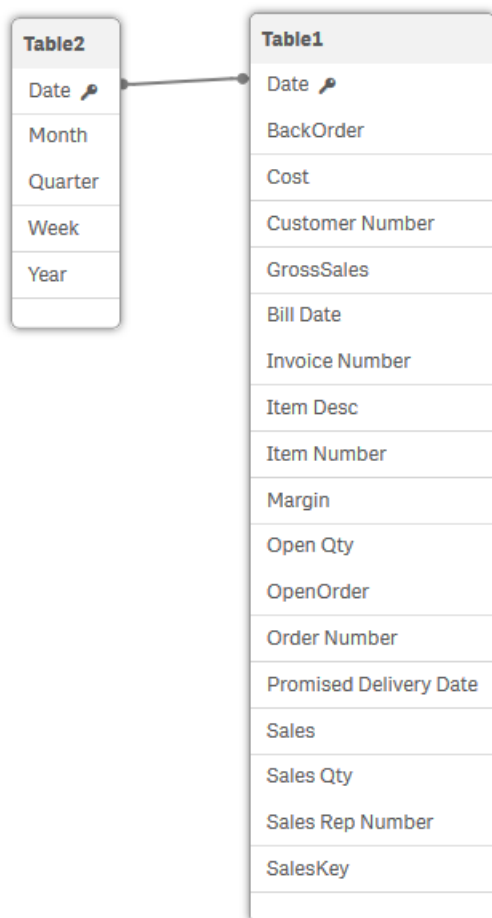 Table2
Date
Month
Quarter
Week
Year
Table1
Date
BackOrder
Cost
Customer Number
GrossSales
Bill Date
Invoice Number
Item Desc
Item Number
Margin
Open Qty
OpenOrder
Order Number
Promised Delivery Date
Sales
Sales Qty
Sales Rep Number
SalesKey